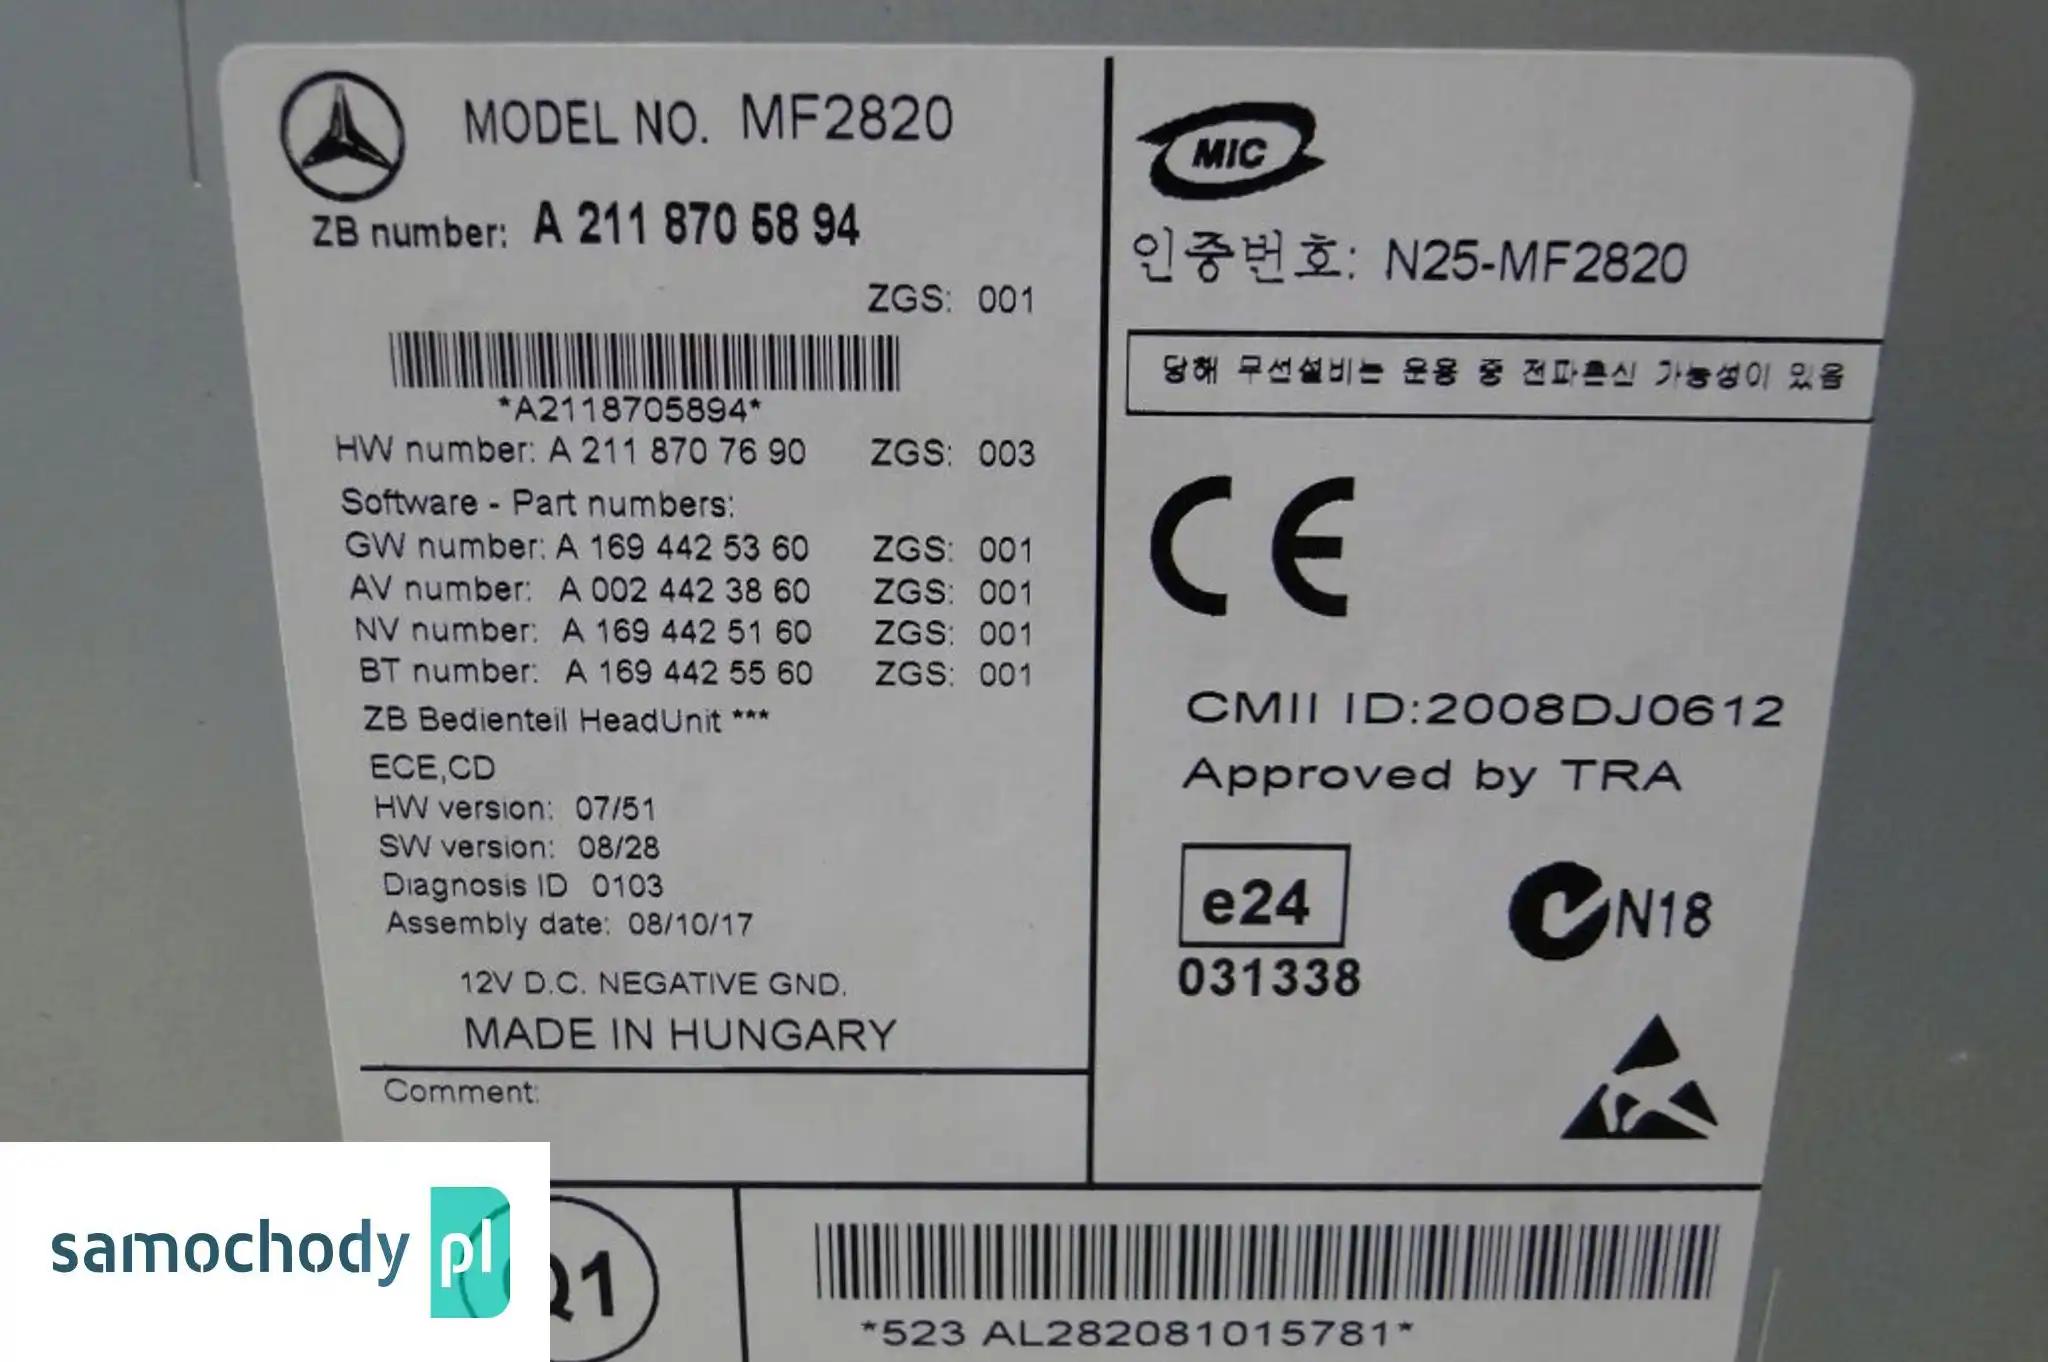 MODEL NO. MF2820
ZB number: A 211 870 58 94
ZGS: 001
*A2118705894*
HW number: A 211 870 76 90 ZGS: 003
Software - Part numbers:
GW number: A 169 442 53 60 ZGS: 001
AV number: A 002 442 38 60 ZGS: 001
NV number: A 169 442 51 60 ZGS: 001
BT number: A 169 442 55 60 ZGS: 001
ZB Bedienteil HeadUnit ***
ECE,CD
HW version: 07/51
SW version: 08/28
Diagnosis ID 0103
Assembly date: 08/10/17
12V D.C. NEGATIVE GND.
MADE IN HUNGARY
Comment:
MIC
인증번호: N25-MF2820
당해 무선설비는 운용 중 전파혼신 가능성이 있음
CE
CMII ID:2008DJ0612
Approved by TRA
e24
031338
N18
Q1
*523 AL282081015781*
samochody pl